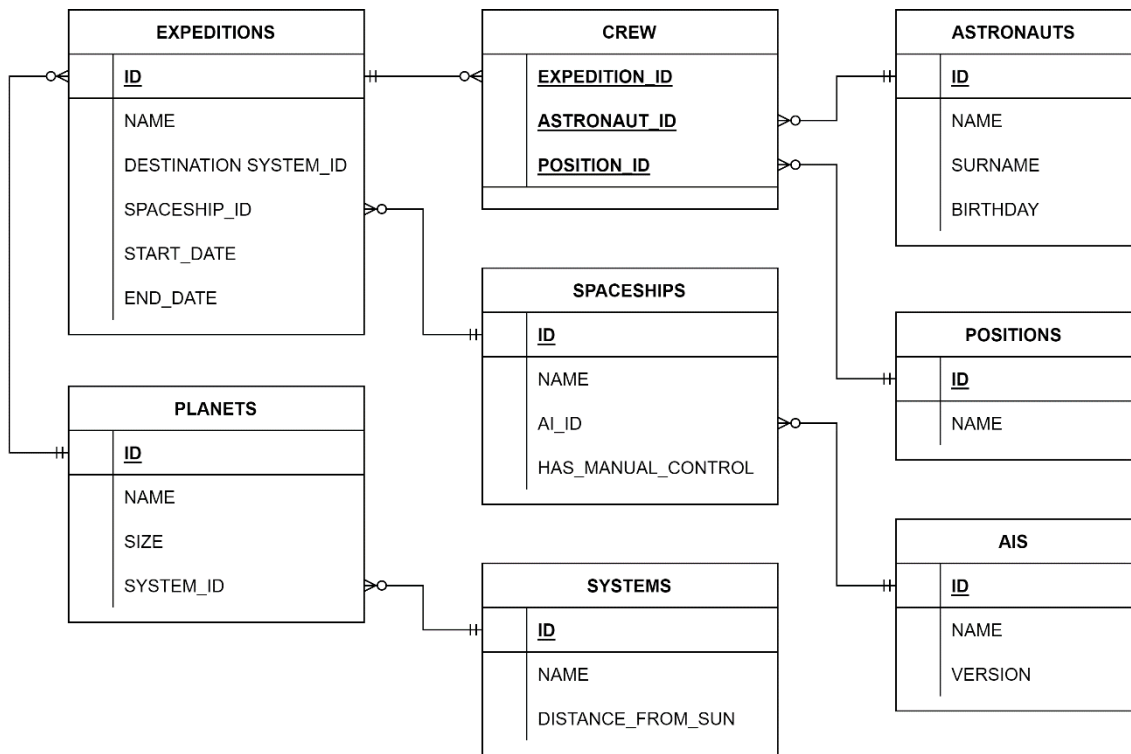 EXPEDITIONS
ID
NAME
DESTINATION SYSTEM_ID
SPACESHIP_ID
START_DATE
END_DATE
CREW
EXPEDITION_ID
ASTRONAUT_ID
POSITION_ID
ASTRONAUTS
ID
NAME
SURNAME
BIRTHDAY
SPACESHIPS
ID
NAME
AI_ID
HAS_MANUAL_CONTROL
POSITIONS
ID
NAME
PLANETS
ID
NAME
SIZE
SYSTEM_ID
SYSTEMS
ID
NAME
DISTANCE_FROM_SUN
AIS
ID
NAME
VERSION